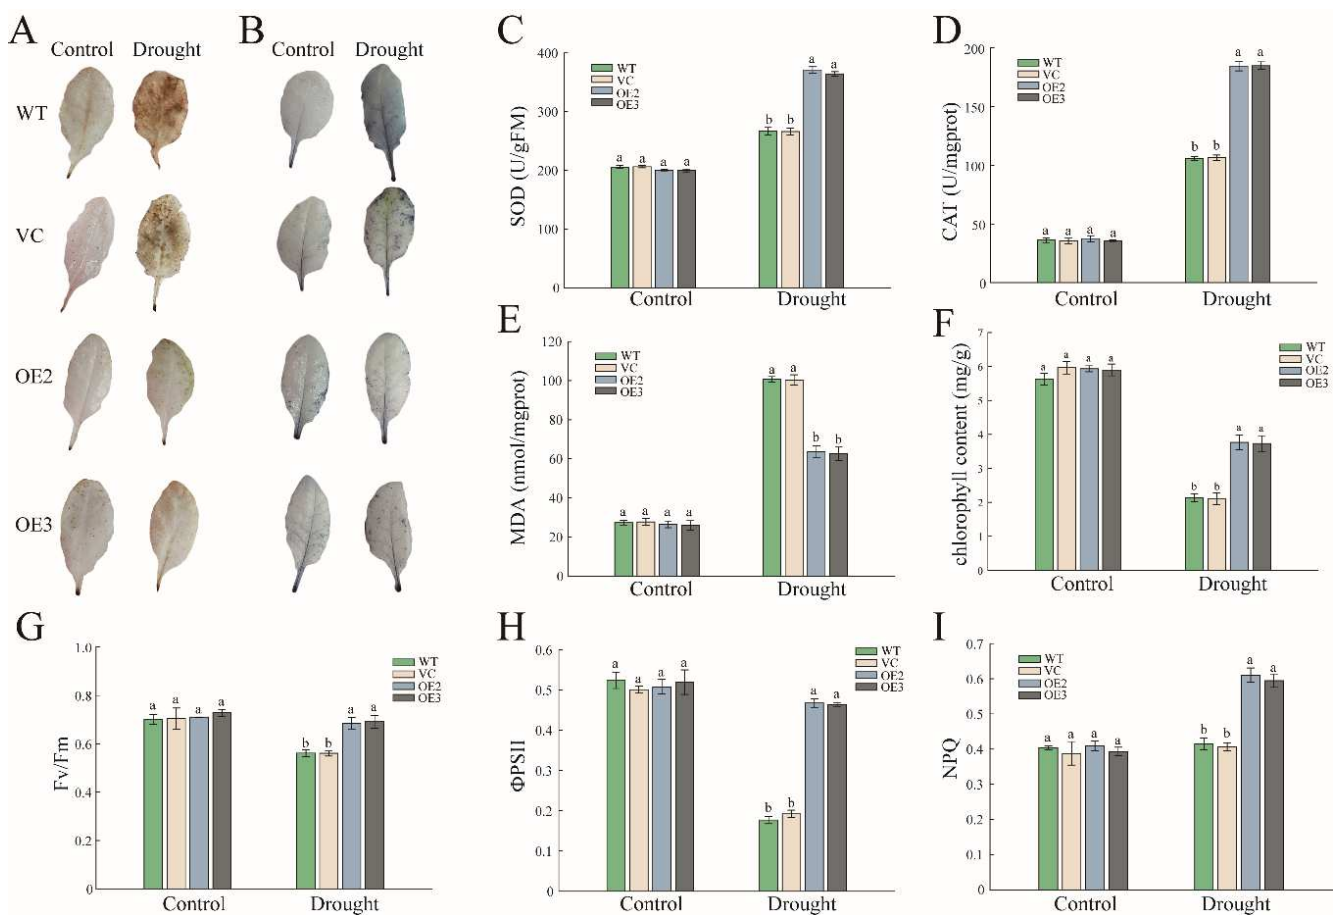 A
Control Drought
WT
VC
OE2
OE3
B
Control Drought
C
SOD (U/gFM)
400
300
200
100
0
WT
VC
OE2
OE3
a a a a
b b a a
Control Drought
D
CAT (U/mgprot)
200
150
100
50
0
WT
VC
OE2
OE3
a a a a
b b a a
Control Drought
E
MDA (nmol/mgprot)
120
100
80
60
40
20
0
WT
VC
OE2
OE3
a a a a
a a b b
Control Drought
F
chlorophyll content (mg/g)
7
6
5
4
3
2
1
0
WT
VC
OE2
OE3
a a a a
b b a a
Control Drought
G
Fv/Fm
1.0
0.8
0.6
0.4
0.2
0
WT
VC
OE2
OE3
a a a a
b b a a
Control Drought
H
ΦPSII
0.6
0.5
0.4
0.3
0.2
0.1
0
WT
VC
OE2
OE3
a a a a
b b a a
Control Drought
I
NPQ
0.7
0.6
0.5
0.4
0.3
0.2
0.1
0
WT
VC
OE2
OE3
a a a a
b b a a
Control Drought